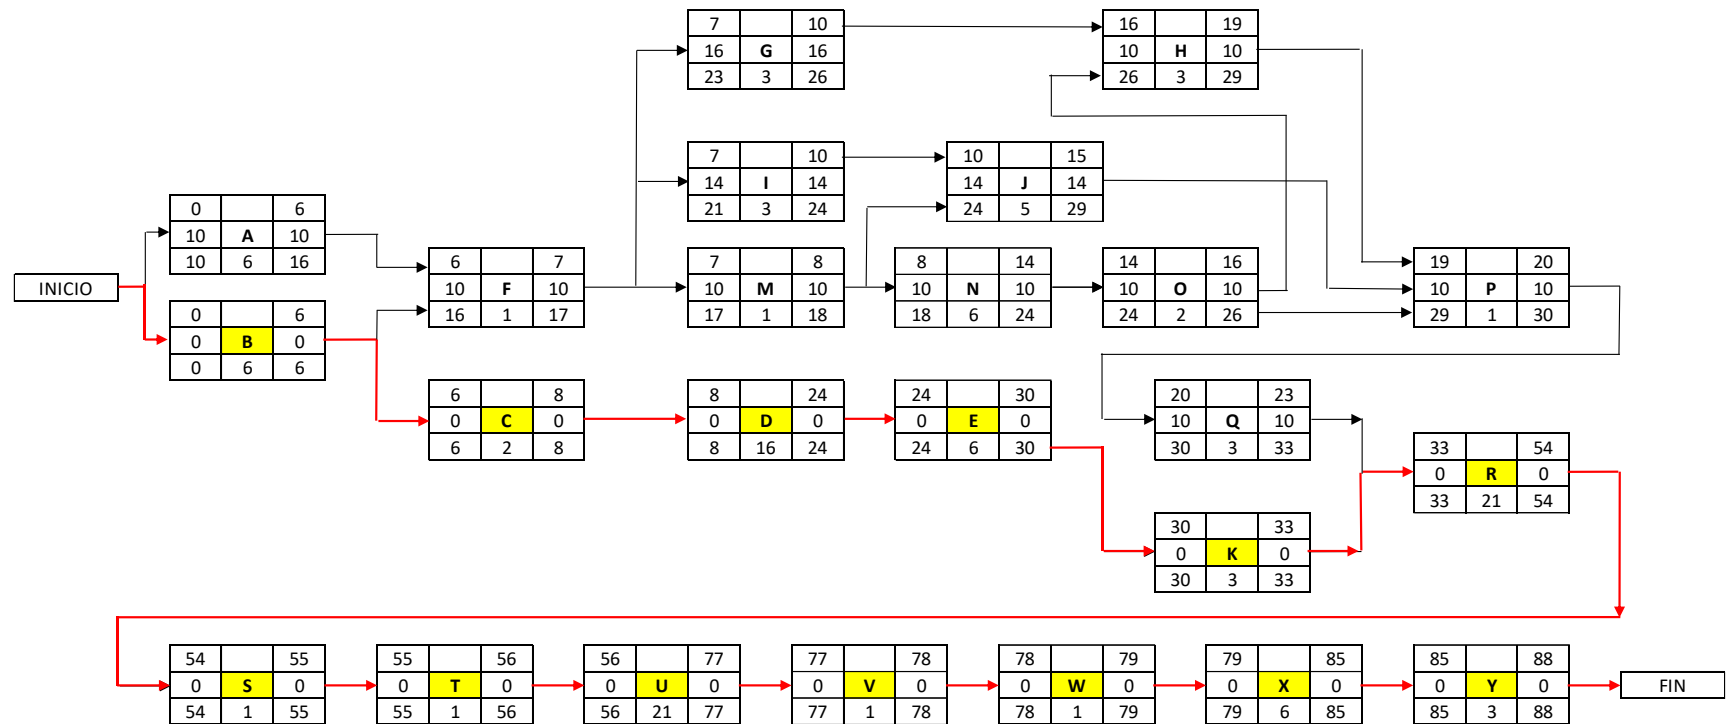 7 10
16 G 16
23 3 26
16 19
10 H 10
26 3 29
7 10
14 I 14
21 3 24
10 15
14 J 14
24 5 29
0 6
10 A 10
10 6 16
INICIO
6 7
10 F 10
16 1 17
7 8
10 M 10
17 1 18
8 14
10 N 10
18 6 24
14 16
10 O 10
24 2 26
19 20
10 P 10
29 1 30
0 6
0 B 0
0 6 6
6 8
0 C 0
6 2 8
8 24
0 D 0
8 16 24
24 30
0 E 0
24 6 30
20 23
10 Q 10
30 3 33
33 54
0 R 0
33 21 54
30 33
0 K 0
30 3 33
54 55
0 S 0
54 1 55
55 56
0 T 0
55 1 56
56 77
0 U 0
56 21 77
77 78
0 V 0
77 1 78
78 79
0 W 0
78 1 79
79 85
0 X 0
79 6 85
85 88
0 Y 0
85 3 88
FIN